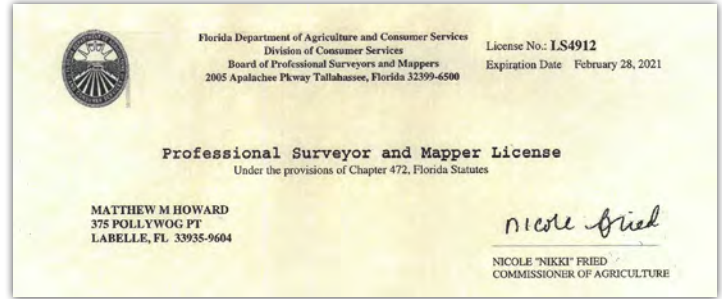 Florida Department of Agriculture and Consumer Services
Division of Consumer Services
Board of Professional Surveyors and Mappers
2005 Apalachee Pkway Tallahassee, Florida 32399-6500
License No.: LS4912
Expiration Date February 28, 2021
Professional Surveyor and Mapper License
Under the provisions of Chapter 472, Florida Statutes
MATTHEW M HOWARD
375 POLLYWOG PT
LABELLE, FL 33935-9604
nicole fried
NICOLE "NIKKI" FRIED
COMMISSIONER OF AGRICULTURE